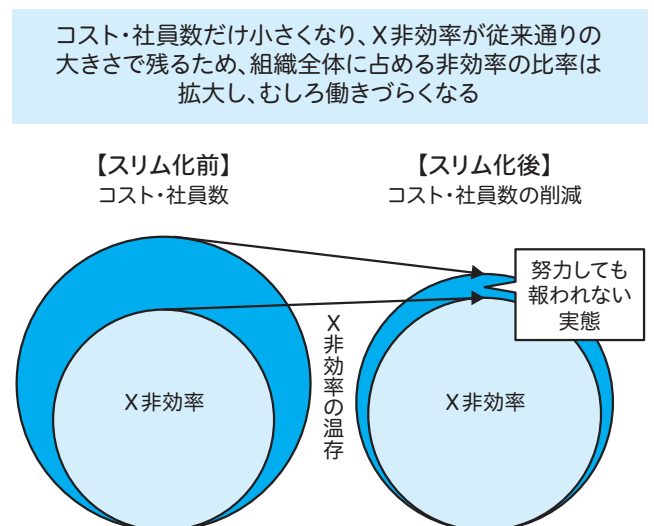 コスト・社員数だけ小さくなり、X非効率が従来通りの
大きさで残るため、組織全体に占める非効率の比率は
拡大し、むしろ働きづらくなる
【スリム化前】
コスト・社員数
【スリム化後】
コスト・社員数の削減
努力しても
報われない
実態
X非効率の温存
X非効率
X非効率